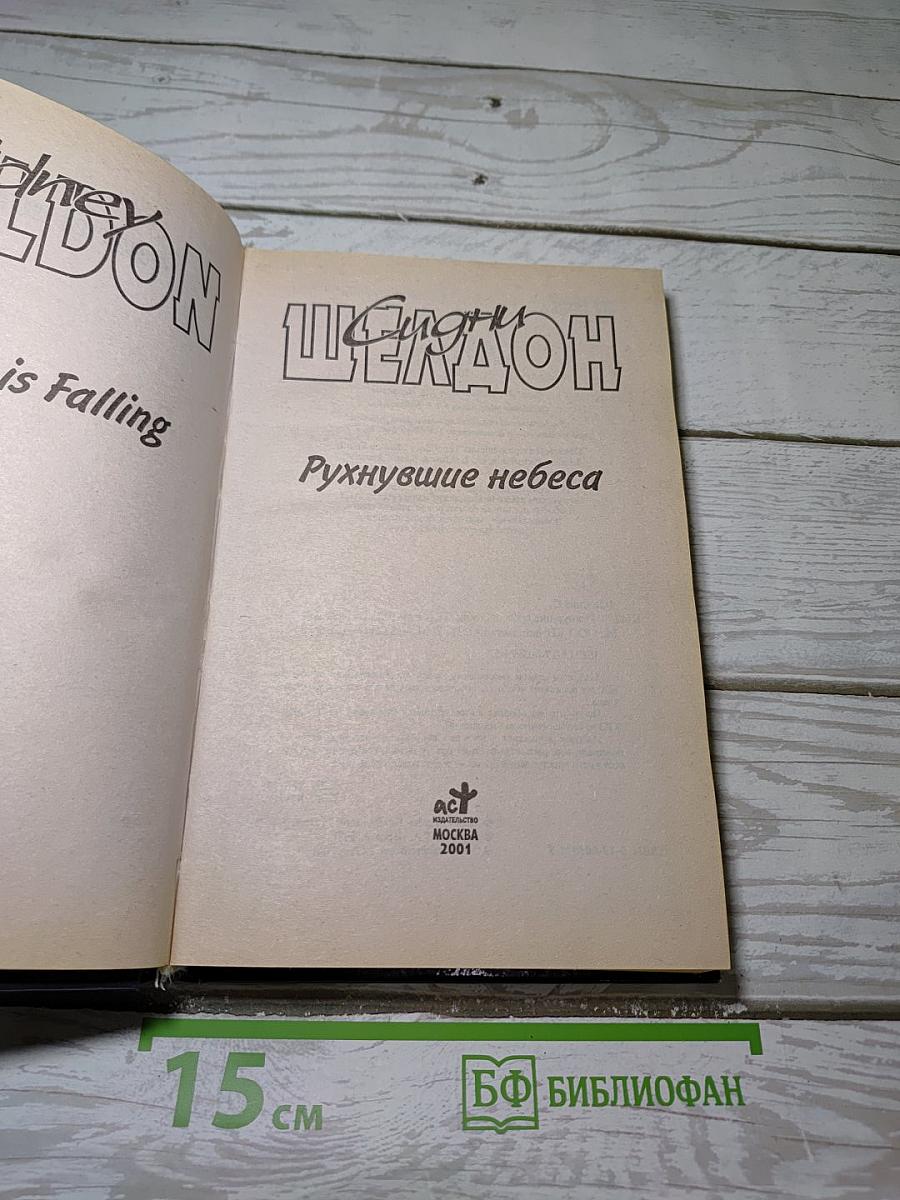 LDON
is Falling
Сидни
ШЕЛДОН
Рухнувшие небеса
аст
ИЗДАТЕЛЬСТВО
МОСКВА
2001
15 см
БФ БИБЛИОФАН